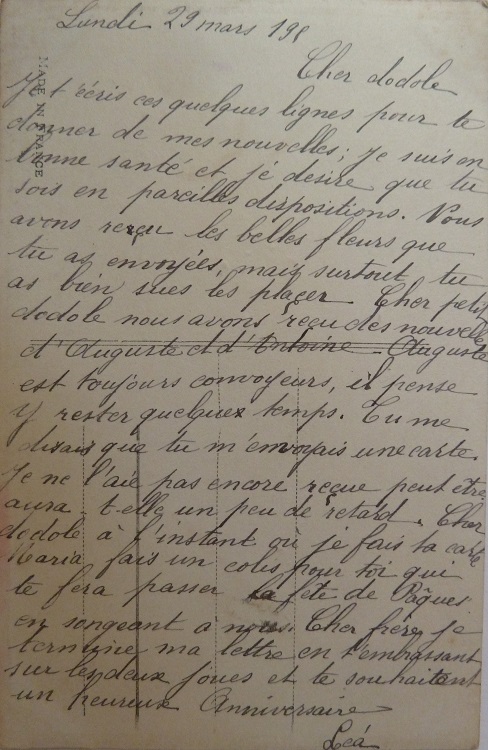 Lundi 29 mars 191
Cher dodole
Je t'écris ces quelques lignes pour te
donner de mes nouvelles; Je suis en
bonne santé et je desire que tu
sois en pareilles dispositions. Nous
avons reçu les belles fleurs que
tu as envoyées, mais surtout tu
as bien sues les plaçer Cher petit
dodole nous avons reçu des nouvelles
d'Auguste et d'Antoine - Auguste
est toujours convoyeurs, il pense
y rester quelques temps. Tu me
disais que tu m'envoyais une carte.
Je ne l'aie pas encore reçue peut être
aura-t-elle un peu de retard. Cher
dodole à l'instant où je fais ta carte
Maria fais un colis pour toi qui
te fera passer la fête de Pâques
en songeant à nous. Cher frère je
termine ma lettre en t'embrassant
sur les deux joues et te souhaitant
un heureux Anniversaire
Léa
MADE IN FRANCE